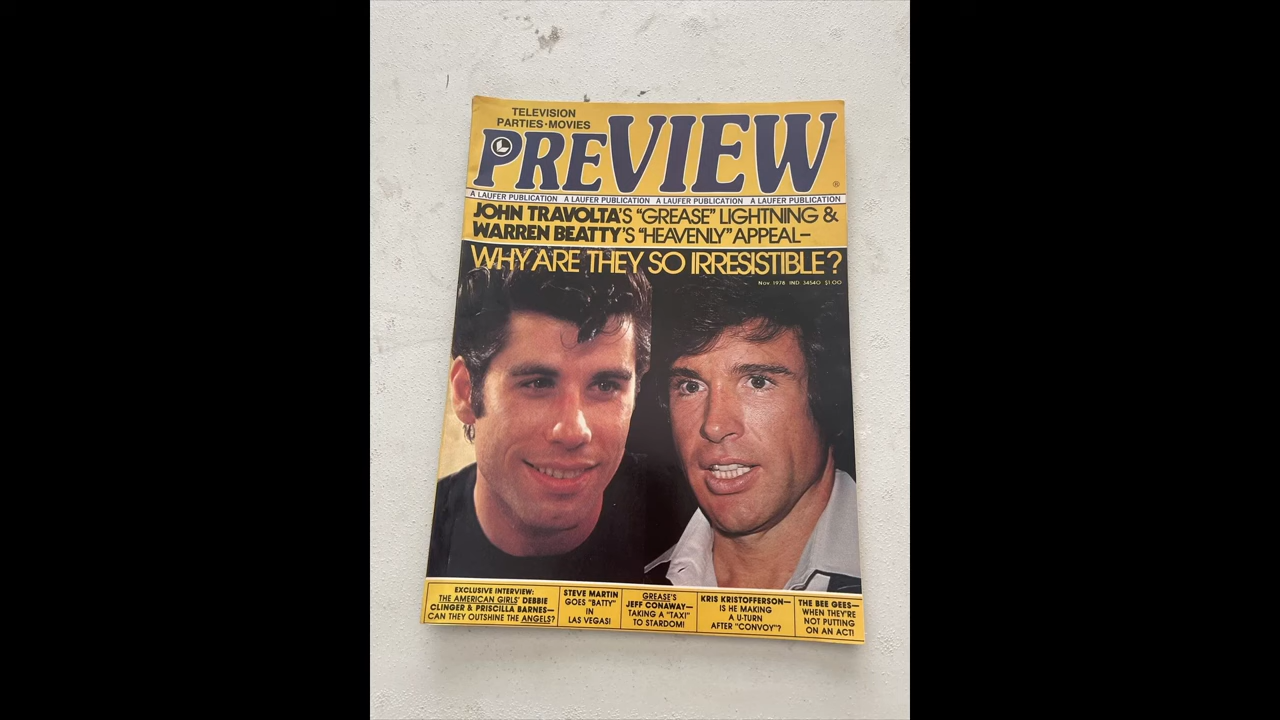 TELEVISION
PARTIES•MOVIES
PREVIEW ®
A LAUFER PUBLICATION A LAUFER PUBLICATION A LAUFER PUBLICATION A LAUFER PUBLICATION
JOHN TRAVOLTA'S "GREASE" LIGHTNING &
WARREN BEATTY'S "HEAVENLY" APPEAL—
WHY ARE THEY SO IRRESISTIBLE?
Nov 1978 IND 34540 $1.00
EXCLUSIVE INTERVIEW:
THE AMERICAN GIRLS' DEBBIE
CLINGER & PRISCILLA BARNES—
CAN THEY OUTSHINE THE ANGELS?
STEVE MARTIN
GOES "BATTY"
IN
LAS VEGAS!
GREASE'S
JEFF CONAWAY—
TAKING A "TAXI"
TO STARDOM!
KRIS KRISTOFFERSON—
IS HE MAKING
A U-TURN
AFTER "CONVOY"?
THE BEE GEES—
WHEN THEY'RE
NOT PUTTING
ON AN ACT!